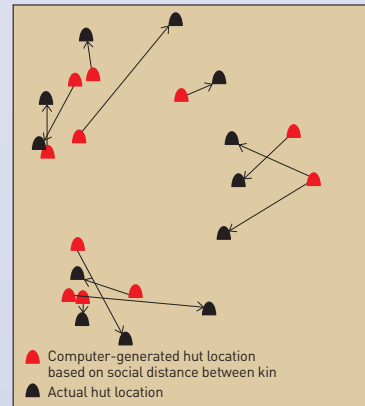 Computer-generated hut location
based on social distance between kin
Actual hut location